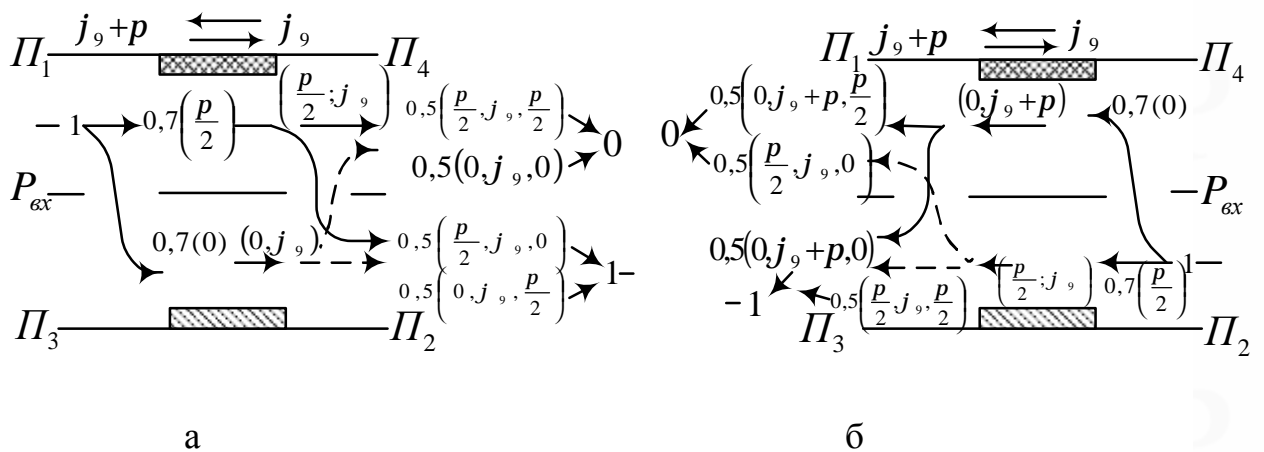 j₉+p j₉
П₁ П₄
(p/2; j₉)
0,5(p/2, j₉, p/2)
–1 0,7(p/2)
0
0,5(0, j₉, 0)
Pвх
0,7(0) (0, j₉)
0,5(p/2, j₉, 0)
1–
0,5(0, j₉, p/2)
П₃ П₂
а
j₉+p j₉
П₁ П₄
0,5(0, j₉+p, p/2) (0, j₉+p) 0,7(0)
0
0,5(p/2, j₉, 0)
Pвх
0,5(0, j₉+p, 0)
(p/2; j₉) 0,7(p/2) 1–
–1 0,5(p/2, j₉, p/2)
П₃ П₂
б